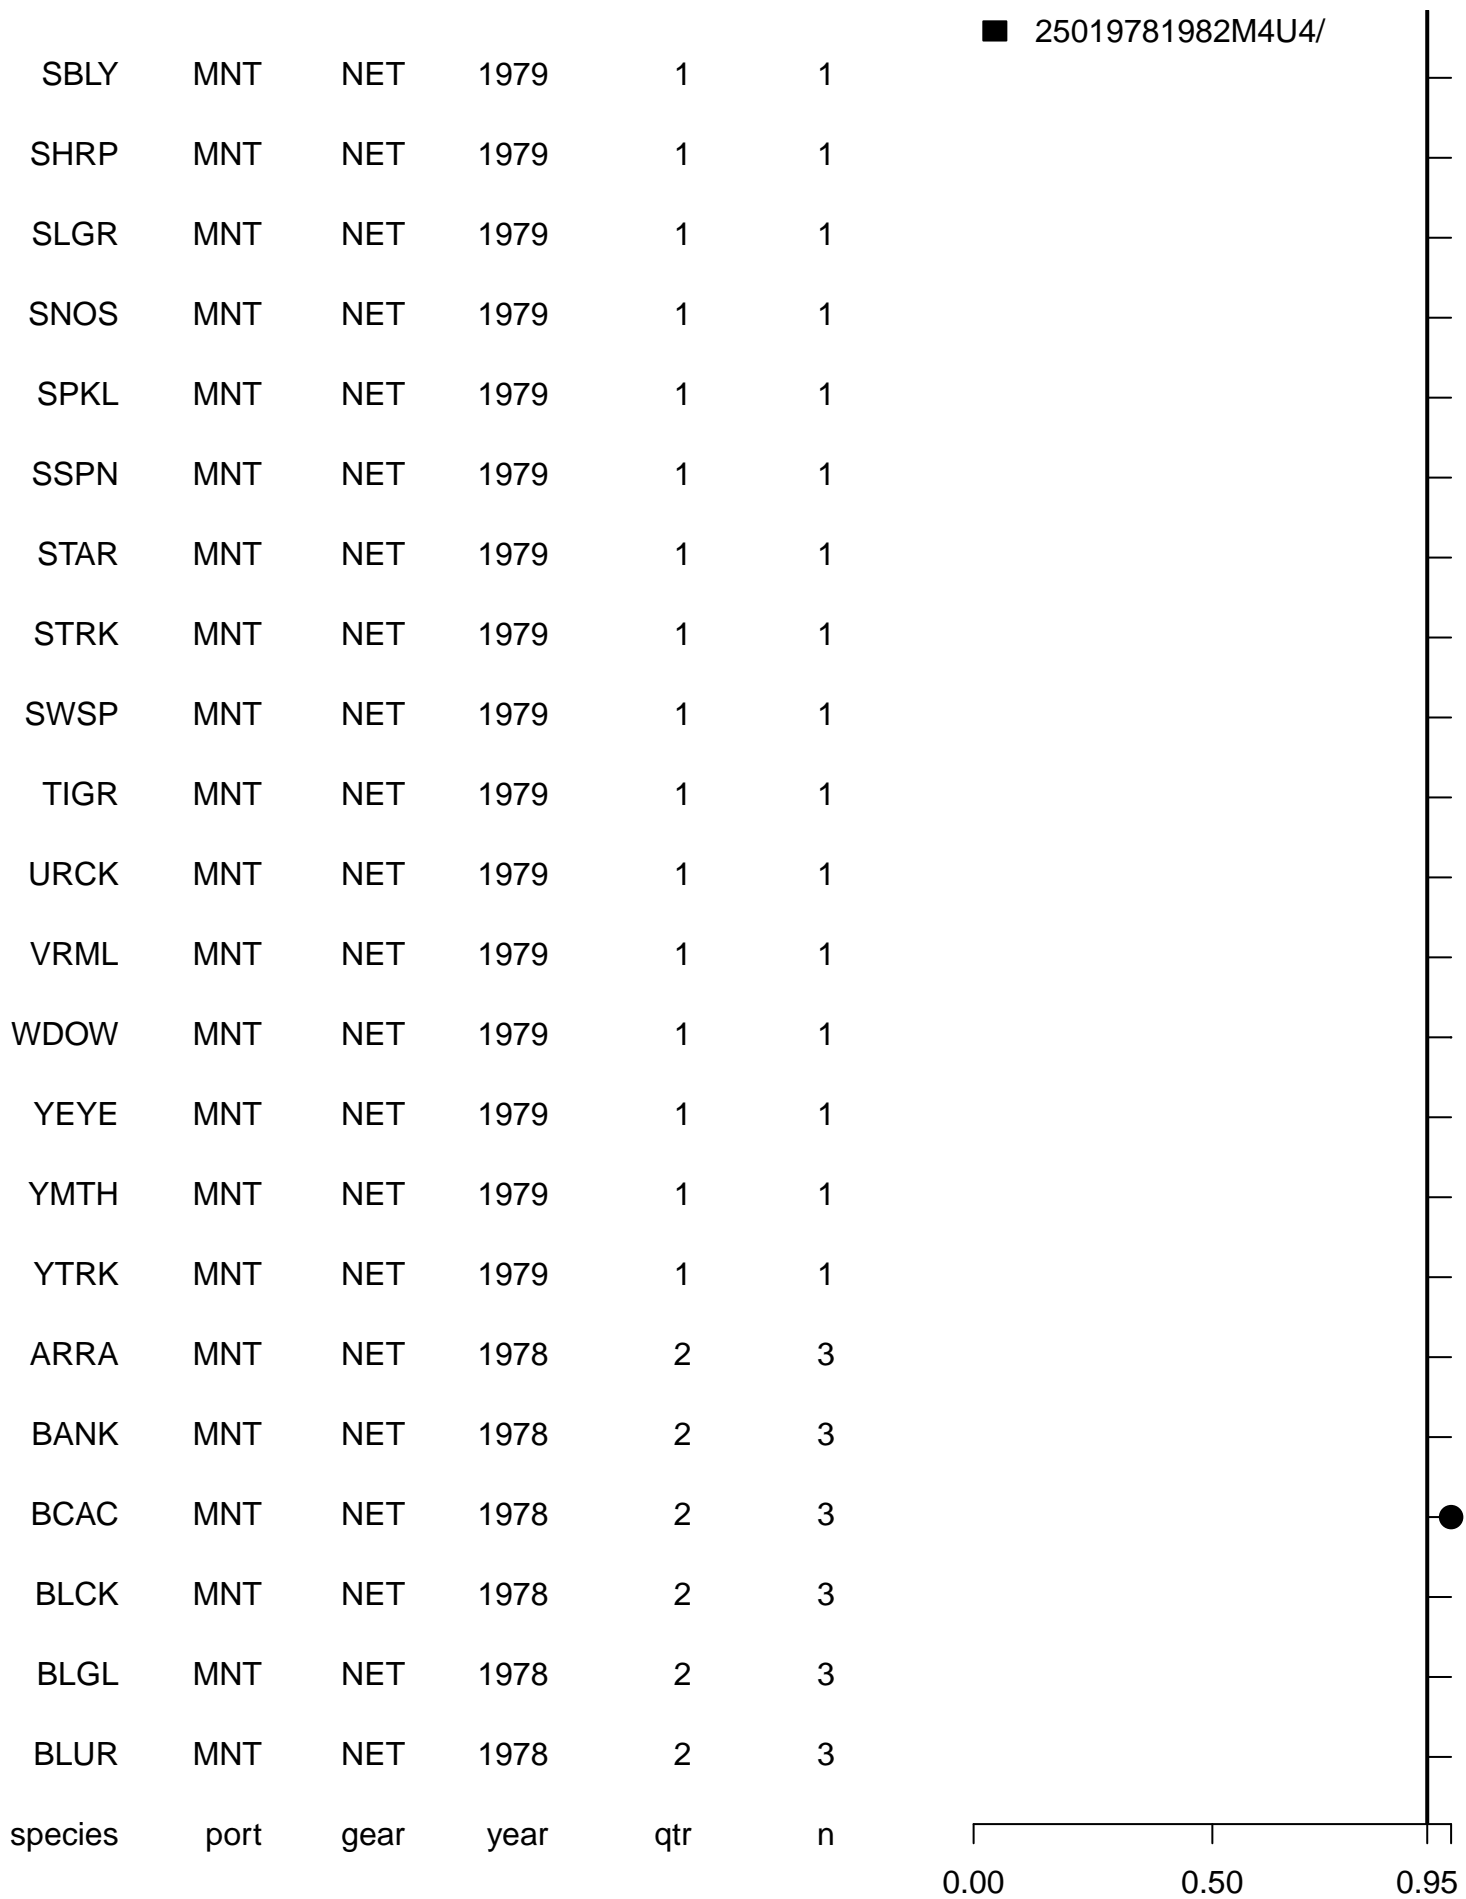 25019781982M4U4/
SBLY MNT NET 1979 1 1
SHRP MNT NET 1979 1 1
SLGR MNT NET 1979 1 1
SNOS MNT NET 1979 1 1
SPKL MNT NET 1979 1 1
SSPN MNT NET 1979 1 1
STAR MNT NET 1979 1 1
STRK MNT NET 1979 1 1
SWSP MNT NET 1979 1 1
TIGR MNT NET 1979 1 1
URCK MNT NET 1979 1 1
VRML MNT NET 1979 1 1
WDOW MNT NET 1979 1 1
YEYE MNT NET 1979 1 1
YMTH MNT NET 1979 1 1
YTRK MNT NET 1979 1 1
ARRA MNT NET 1978 2 3
BANK MNT NET 1978 2 3
BCAC MNT NET 1978 2 3
BLCK MNT NET 1978 2 3
BLGL MNT NET 1978 2 3
BLUR MNT NET 1978 2 3
species port gear year qtr n
0.00 0.50 0.95